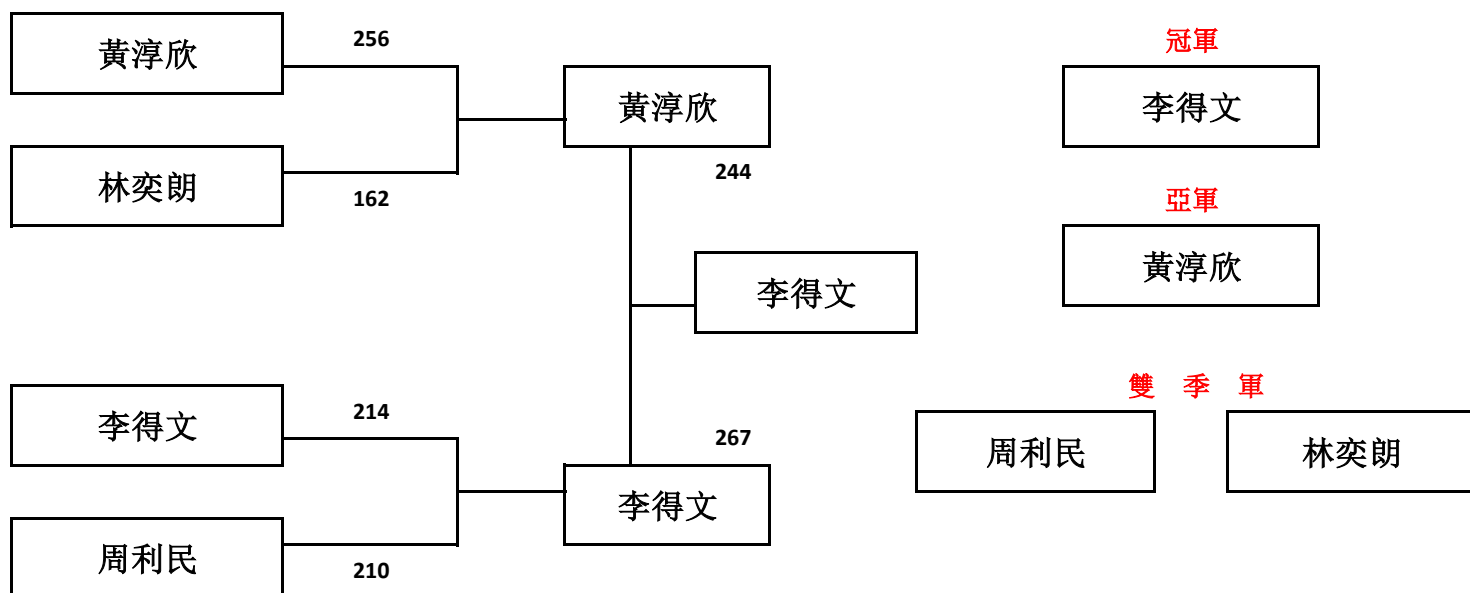 黃淳欣
256
林奕朗
162
黃淳欣
244
李得文
李得文
214
周利民
210
267
李得文
冠軍
李得文
亞軍
黃淳欣
雙 季 軍
周利民
林奕朗